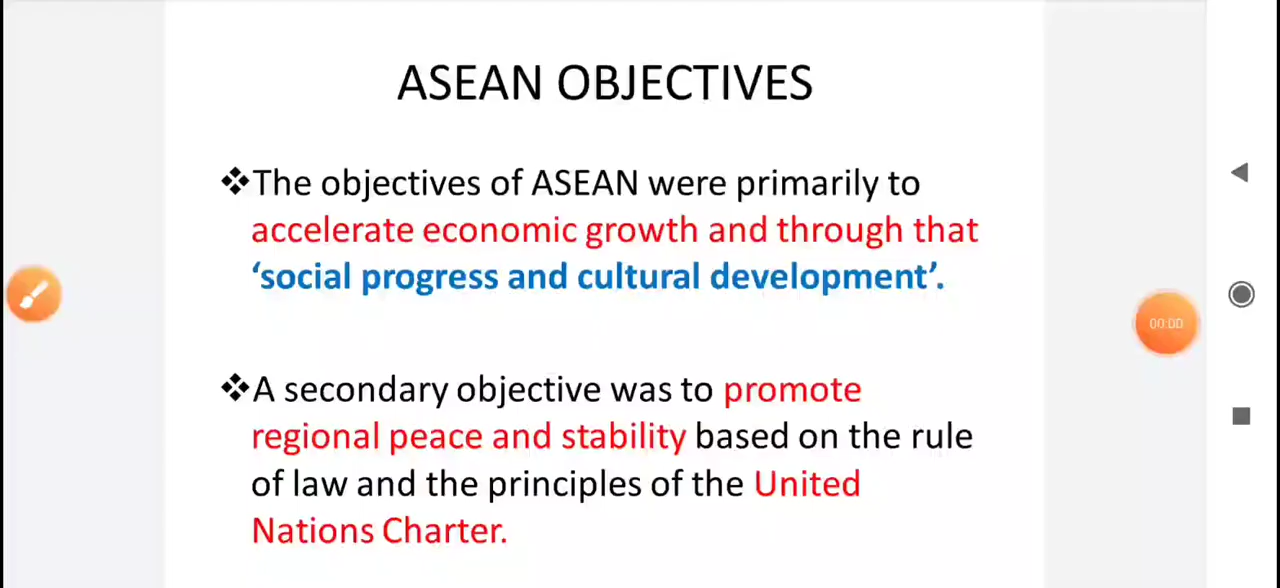 ASEAN OBJECTIVES
❖The objectives of ASEAN were primarily to
accelerate economic growth and through that
‘social progress and cultural development’.
00:00
❖A secondary objective was to promote
regional peace and stability based on the rule
of law and the principles of the United
Nations Charter.